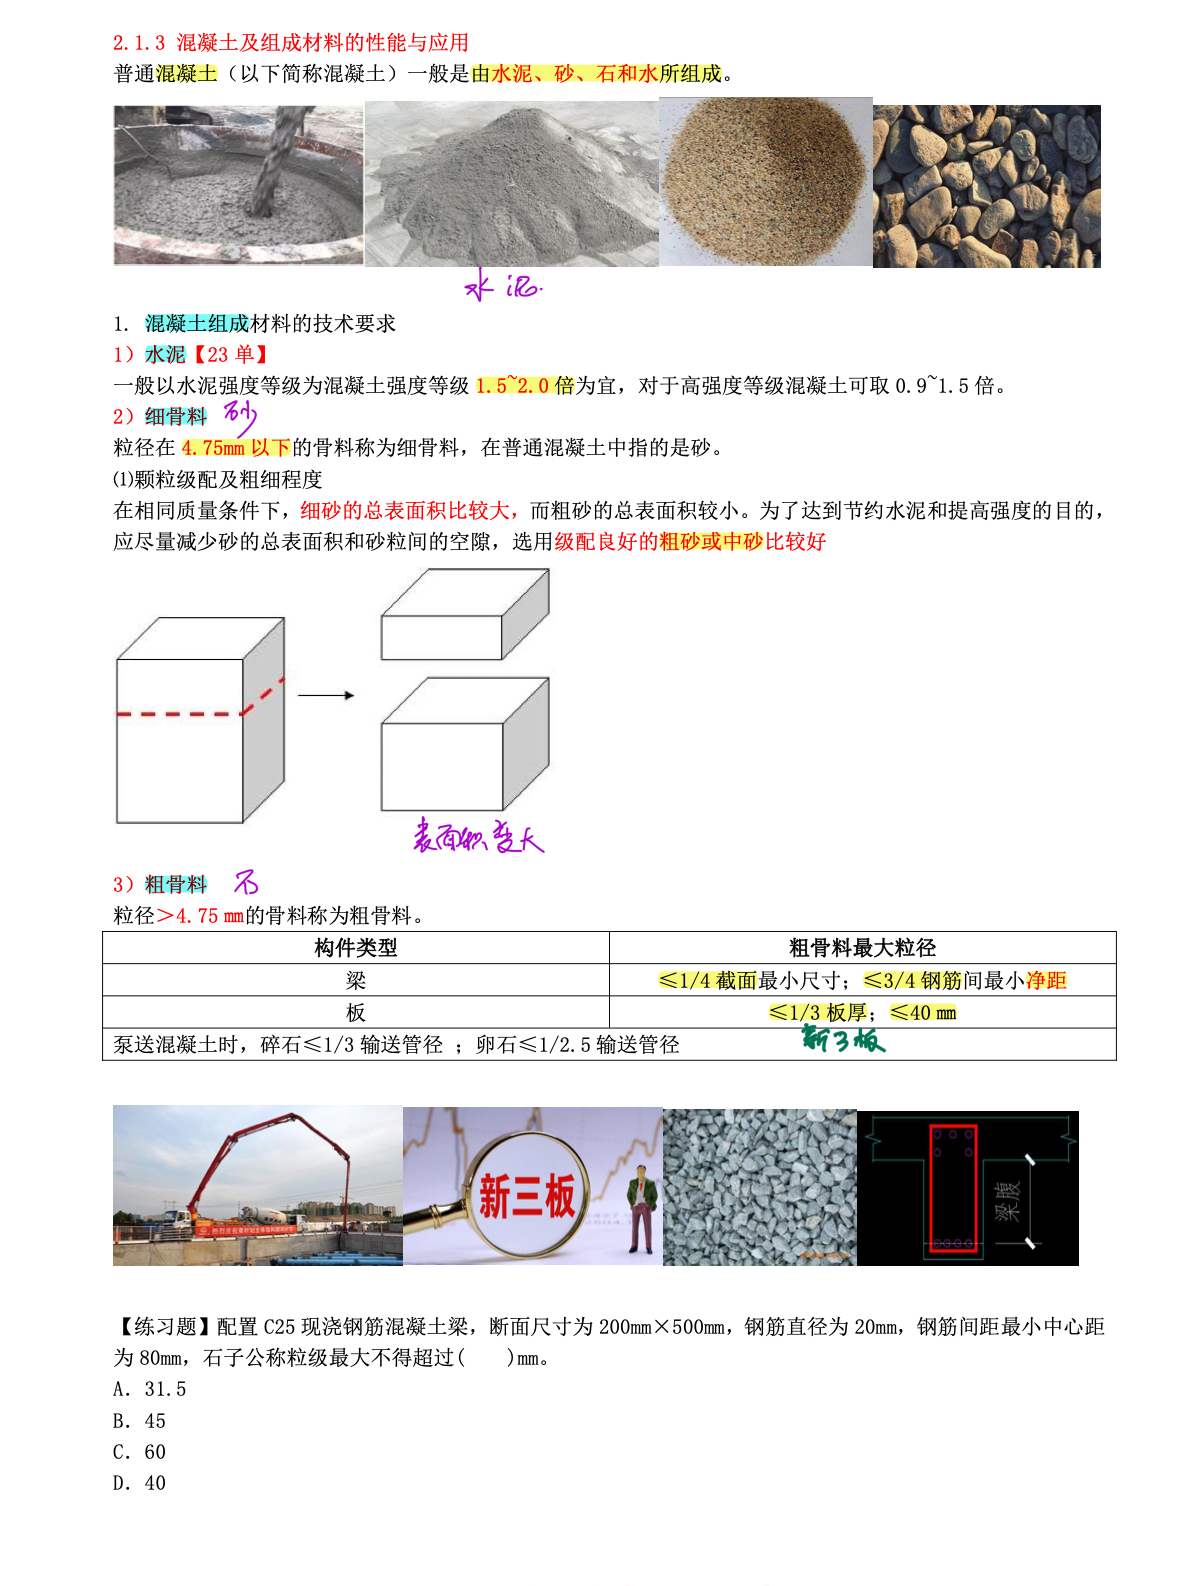 2.1.3 混凝土及组成材料的性能与应用
普通混凝土（以下简称混凝土）一般是由水泥、砂、石和水所组成。
水泥.
1. 混凝土组成材料的技术要求
1）水泥【23 单】
一般以水泥强度等级为混凝土强度等级 1.5~2.0 倍为宜，对于高强度等级混凝土可取 0.9~1.5 倍。
2）细骨料 砂
粒径在 4.75mm 以下的骨料称为细骨料，在普通混凝土中指的是砂。
⑴颗粒级配及粗细程度
在相同质量条件下，细砂的总表面积比较大，而粗砂的总表面积较小。为了达到节约水泥和提高强度的目的，
应尽量减少砂的总表面积和砂粒间的空隙，选用级配良好的粗砂或中砂比较好
表面积变大
3）粗骨料 石
粒径＞4.75 mm的骨料称为粗骨料。
构件类型 粗骨料最大粒径
梁 ≤1/4 截面最小尺寸；≤3/4 钢筋间最小净距
板 ≤1/3 板厚；≤40 mm
泵送混凝土时，碎石≤1/3 输送管径 ；卵石≤1/2.5 输送管径 新3板
新三板
梁腹
【练习题】配置 C25 现浇钢筋混凝土梁，断面尺寸为 200mm×500mm，钢筋直径为 20mm，钢筋间距最小中心距
为 80mm，石子公称粒级最大不得超过(　　)mm。
A. 31.5
B. 45
C. 60
D. 40